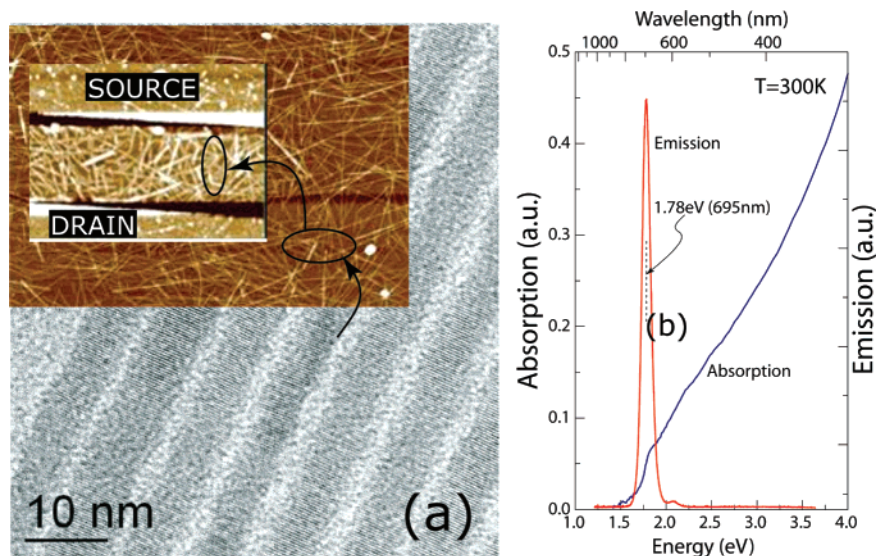 SOURCE
DRAIN
10 nm
(a)
Wavelength (nm)
1000
600
400
T=300K
Emission
1.78eV (695nm)
(b)
Absorption
Absorption (a.u.)
Emission (a.u.)
0.5
0.4
0.3
0.2
0.1
0.0
1.0 1.5 2.0 2.5 3.0 3.5 4.0
Energy (eV)